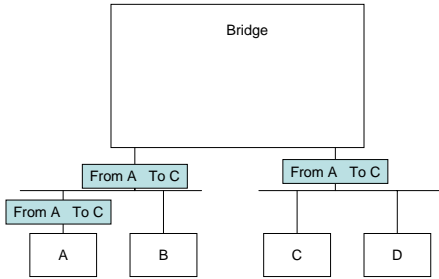 Bridge
From A To C
From A To C
From A To C
A
B
C
D